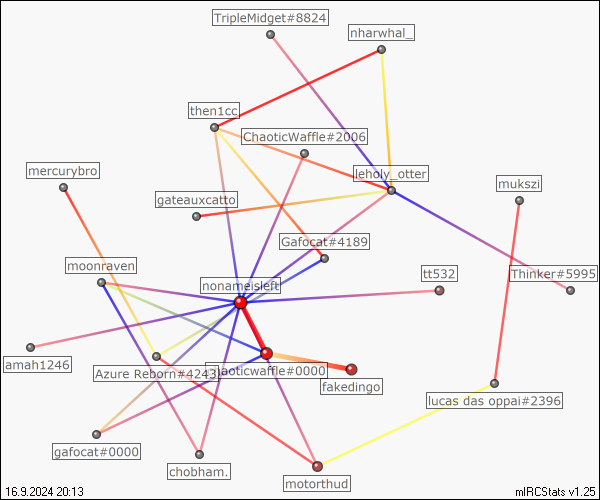 TripleMidget#8824
nharwhal_
then1cc
ChaoticWaffle#2006
mercurybro
leholy_otter
mukszi
gateauxcatto
Gafocat#4189
moonraven
nonameisleft
tt532
Thinker#5995
amah1246
Azure Reborn#4243
haoticwaffle#0000
fakedingo
lucas das oppai#2396
gafocat#0000
chobham.
motorthud
16.9.2024 20:13
mIRCStats v1.25